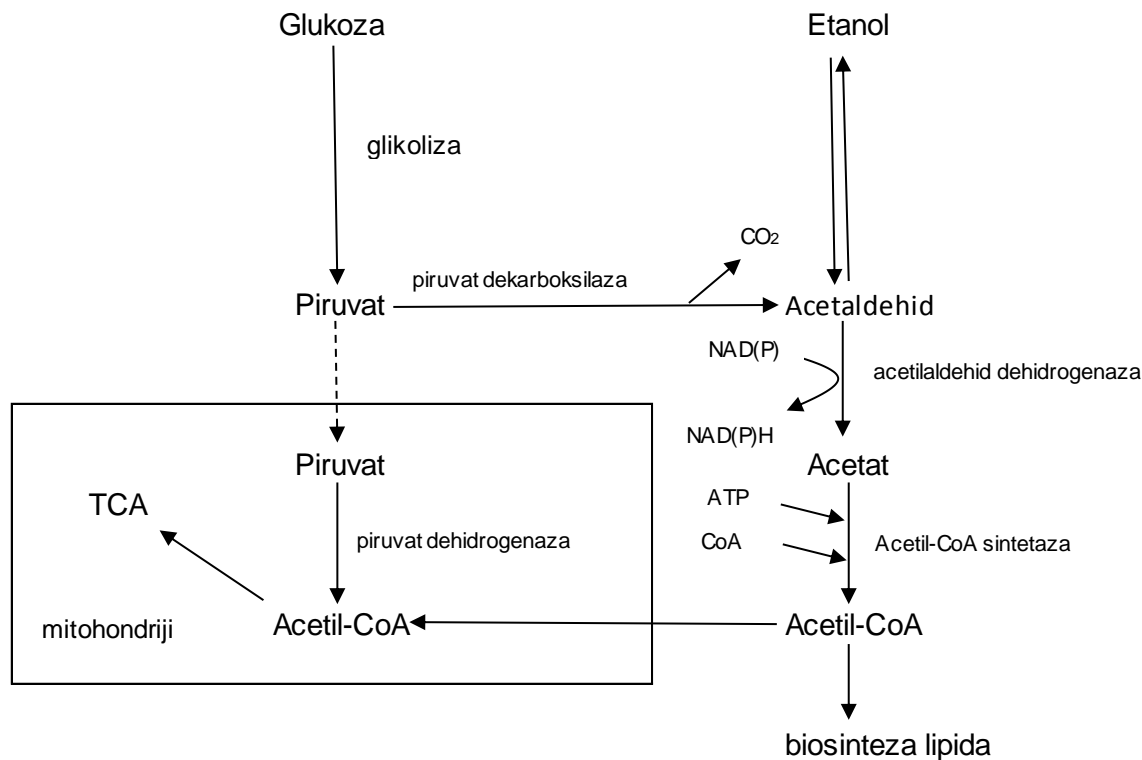 Glukoza
Etanol
glikoliza
CO2
piruvat dekarboksilaza
Piruvat
Acetaldehid
NAD(P)
acetilaldehid dehidrogenaza
NAD(P)H
Piruvat
Acetat
TCA
ATP
piruvat dehidrogenaza
CoA
Acetil-CoA sintetaza
mitohondriji
Acetil-CoA
Acetil-CoA
biosinteza lipida